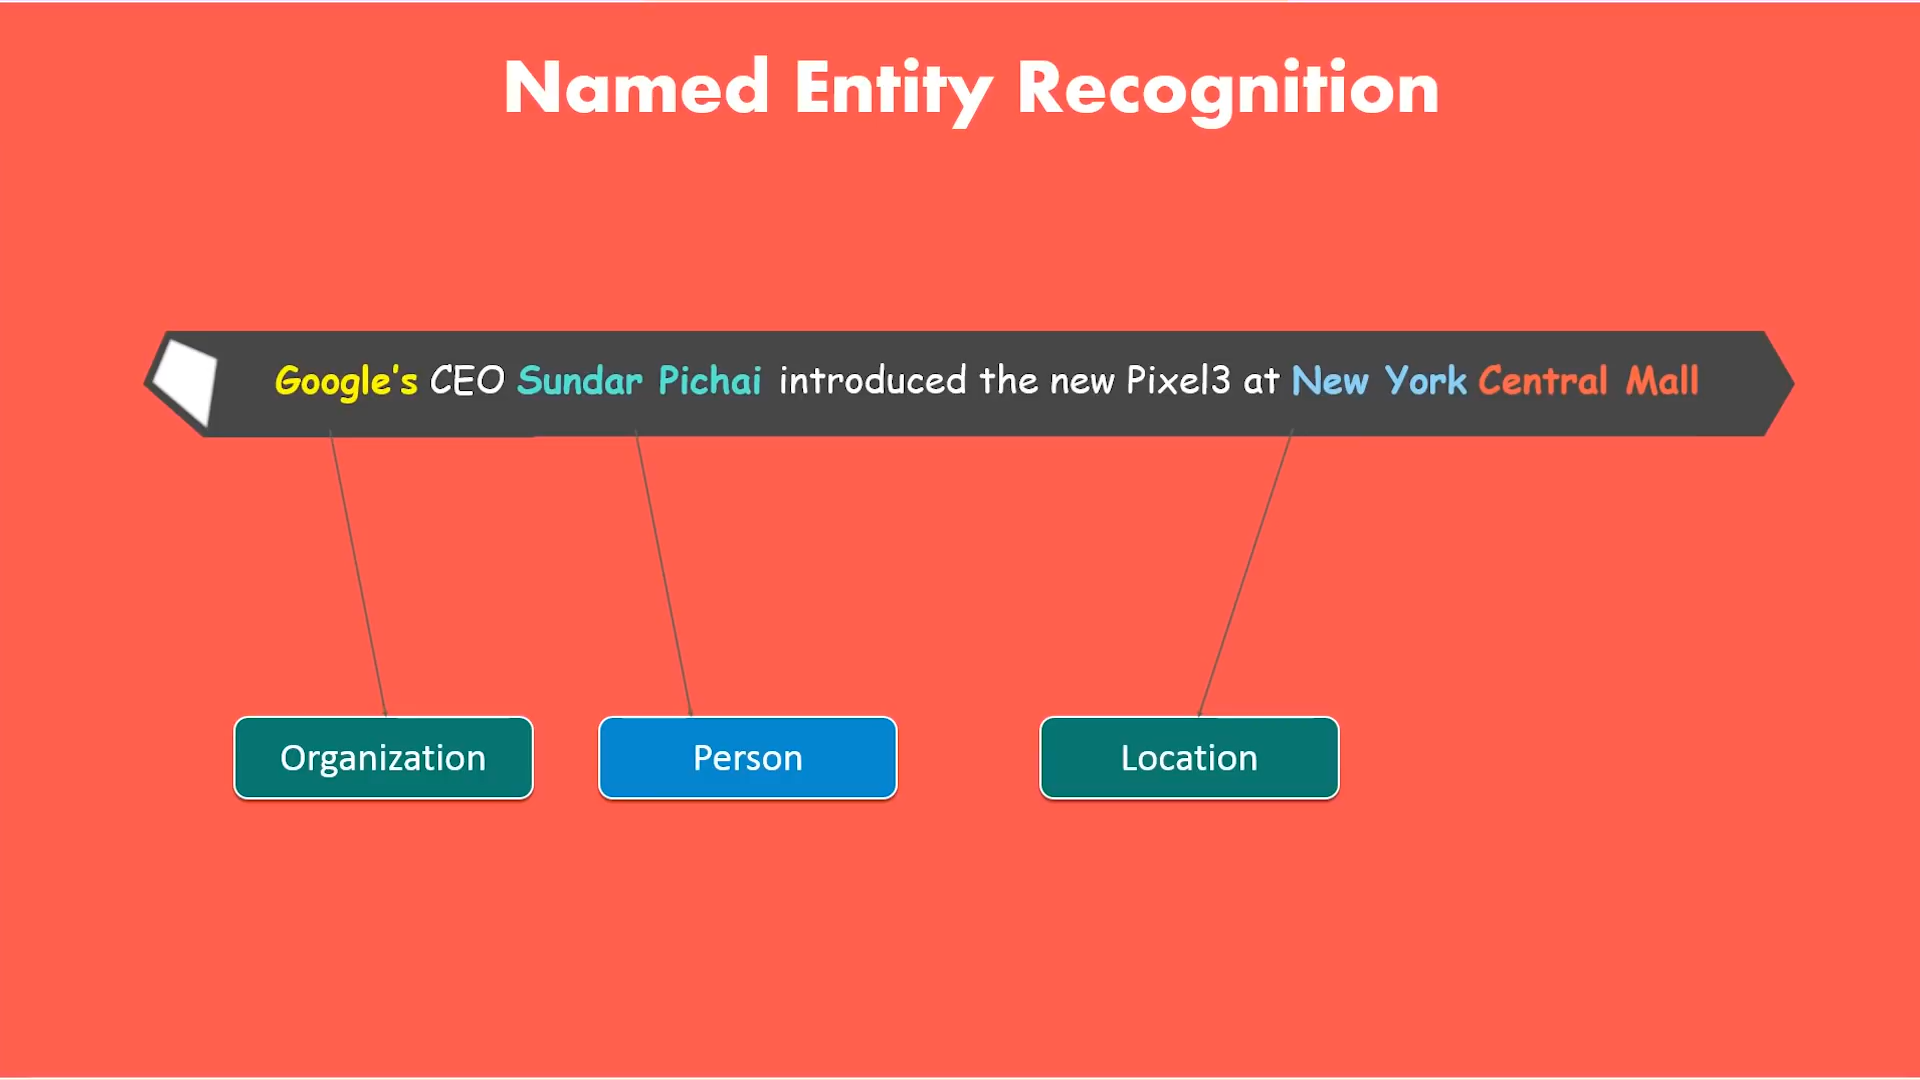 Named Entity Recognition
Google's CEO Sundar Pichai introduced the new Pixel3 at New York Central Mall
Organization
Person
Location